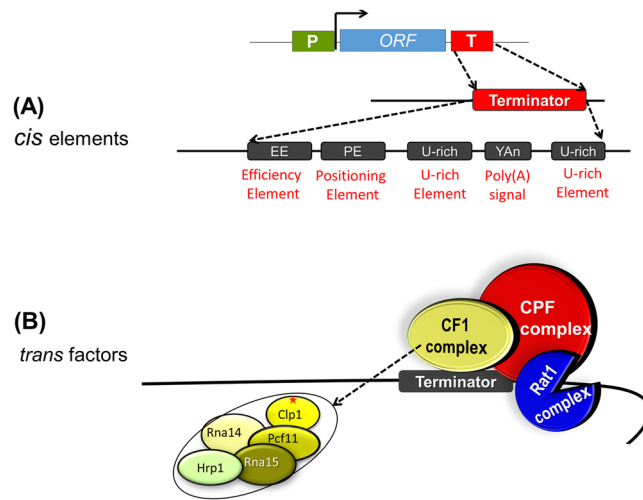 P ORF T
(A)
cis elements
Terminator
EE PE U-rich YAn U-rich
Efficiency Positioning U-rich Poly(A) U-rich
Element Element Element signal Element
(B)
trans factors
CF1
complex
CPF
complex
Rat1
complex
Terminator
Clp1
Rna14
Pcf11
Rna15
Hrp1